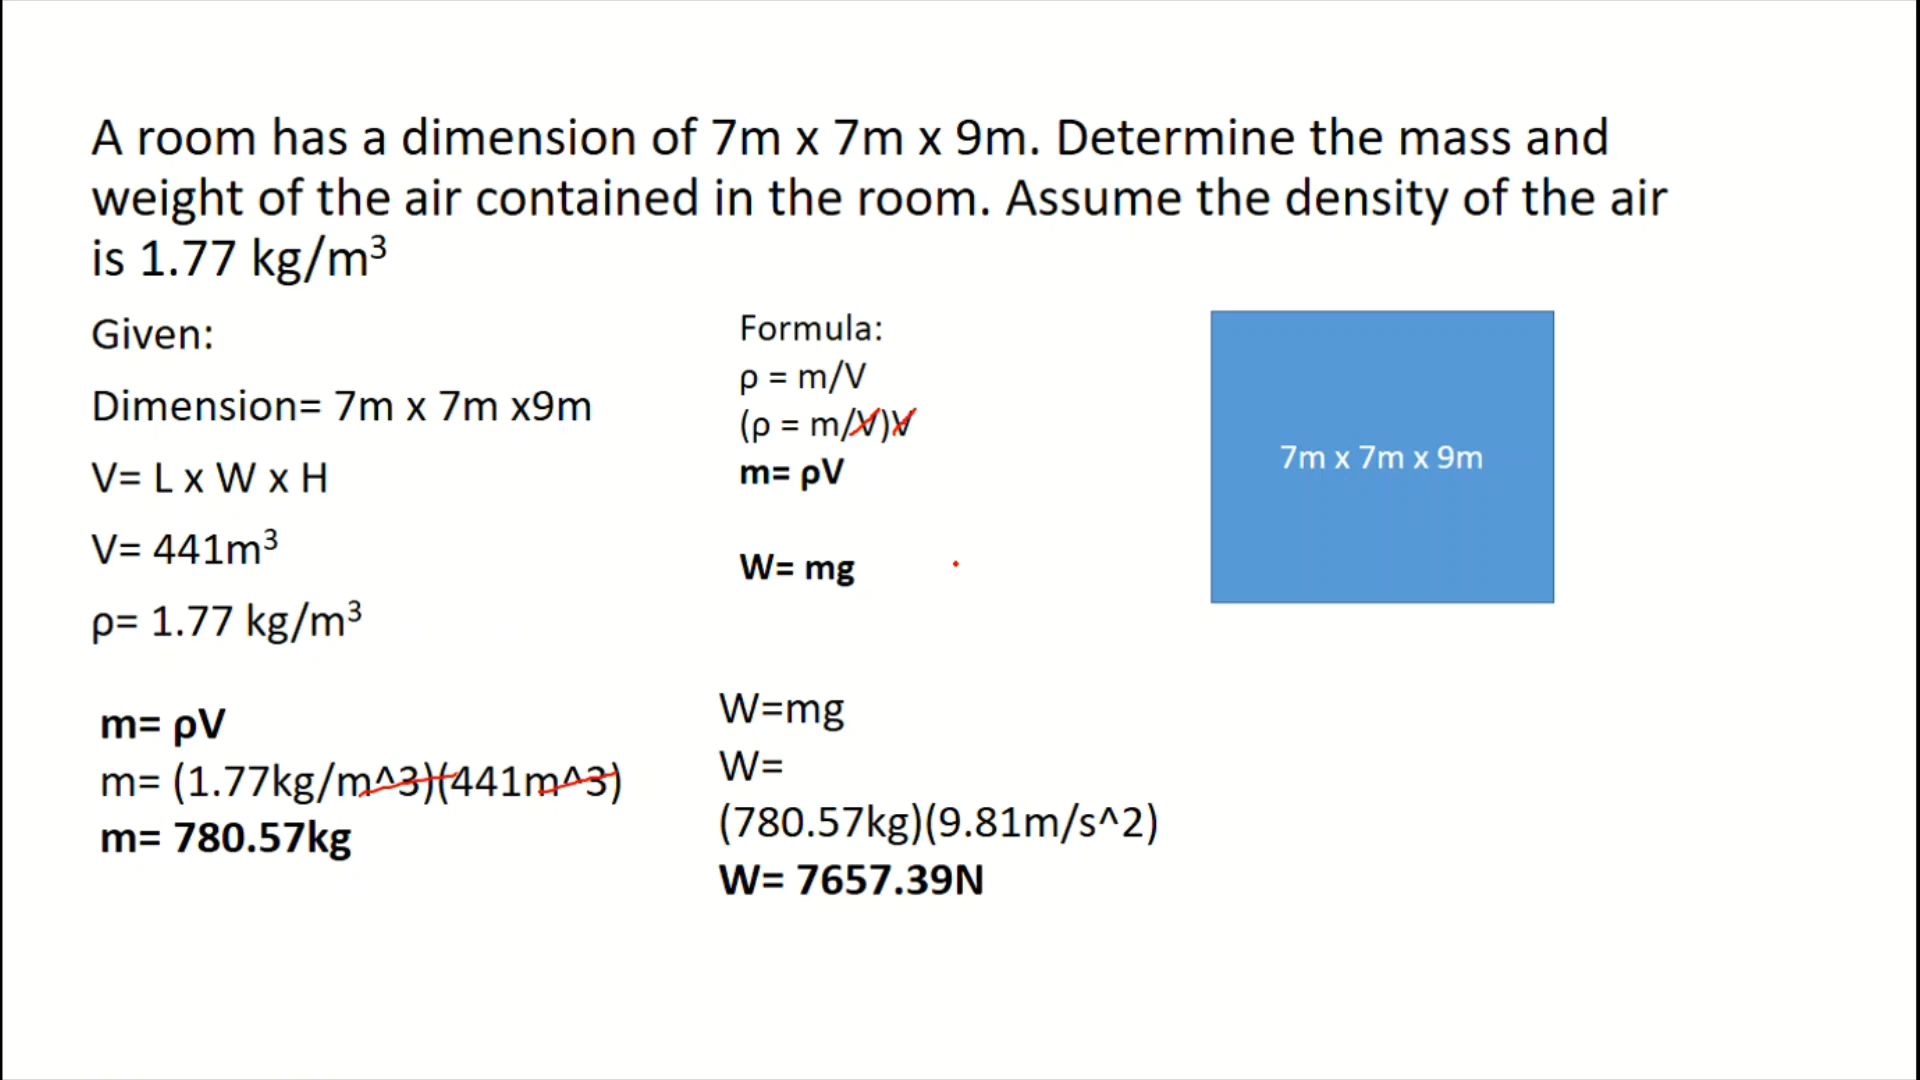 A room has a dimension of 7m x 7m x 9m. Determine the mass and
weight of the air contained in the room. Assume the density of the air
is 1.77 kg/m³
Given:
Dimension= 7m x 7m x9m
V= L x W x H
V= 441m³
ρ= 1.77 kg/m³
m= ρV
m= (1.77kg/m^3)(441m^3)
m= 780.57kg
Formula:
ρ = m/V
(ρ = m/V)V
m= ρV
W= mg
W=mg
W=
(780.57kg)(9.81m/s^2)
W= 7657.39N
7m x 7m x 9m